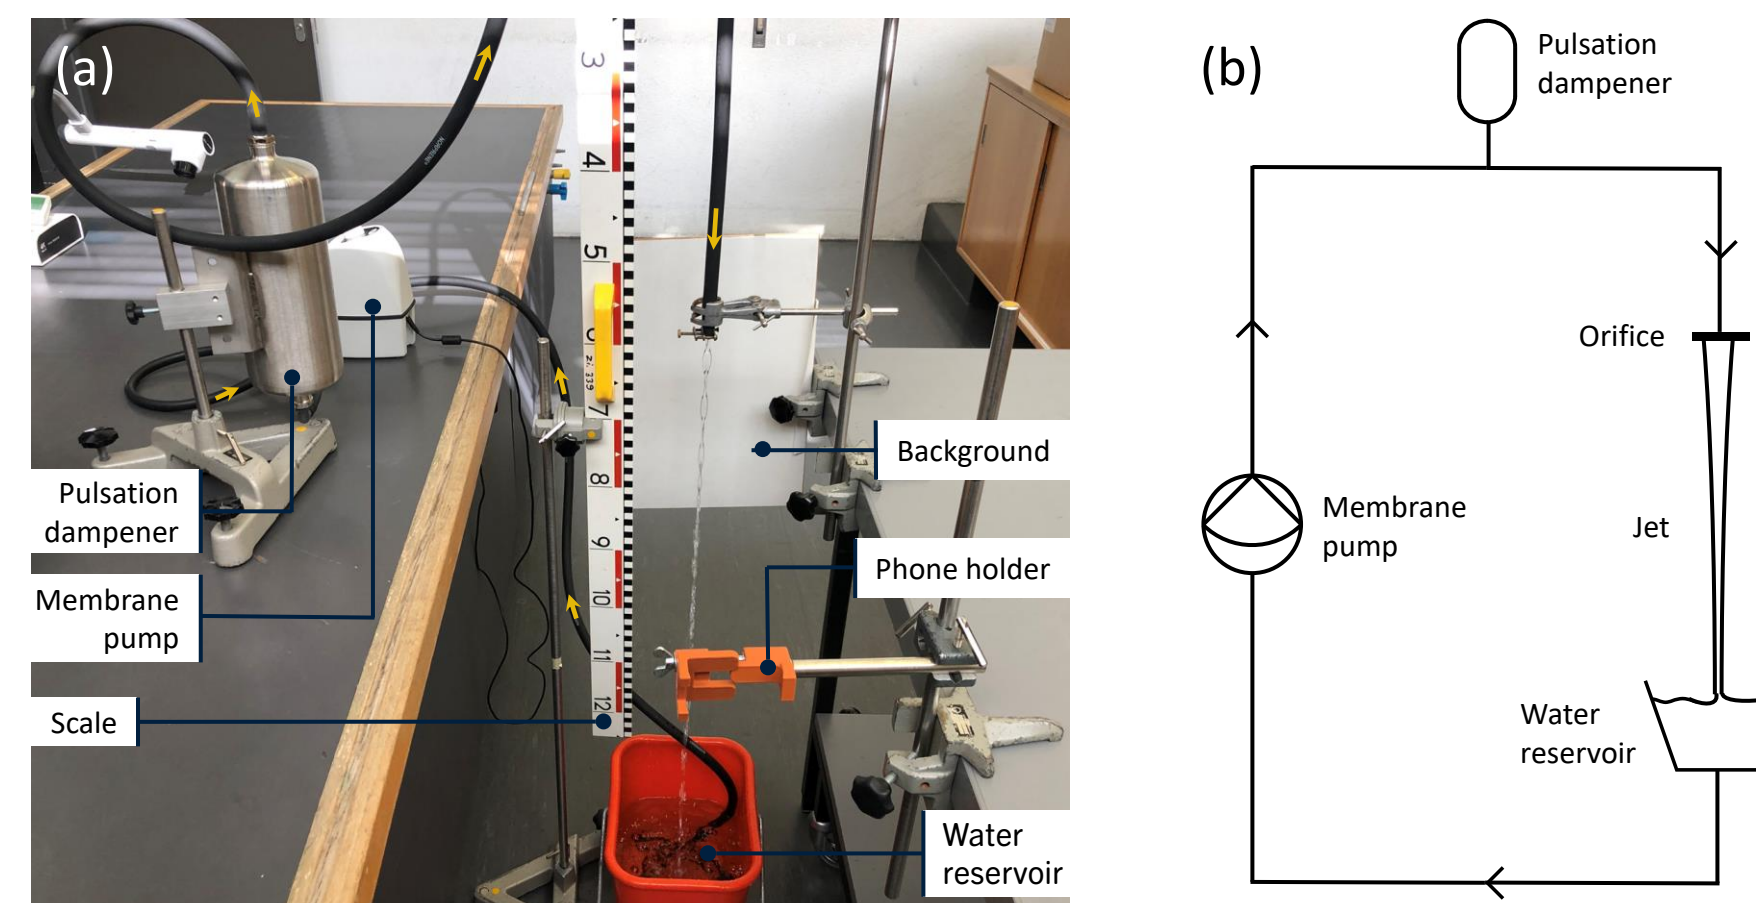 (a)
3
4
5
6
7
8
9
10
11
12
Pulsation
dampener
Membrane
pump
Scale
Background
Phone holder
Water
reservoir
(b)
Pulsation
dampener
Orifice
Membrane
pump
Jet
Water
reservoir